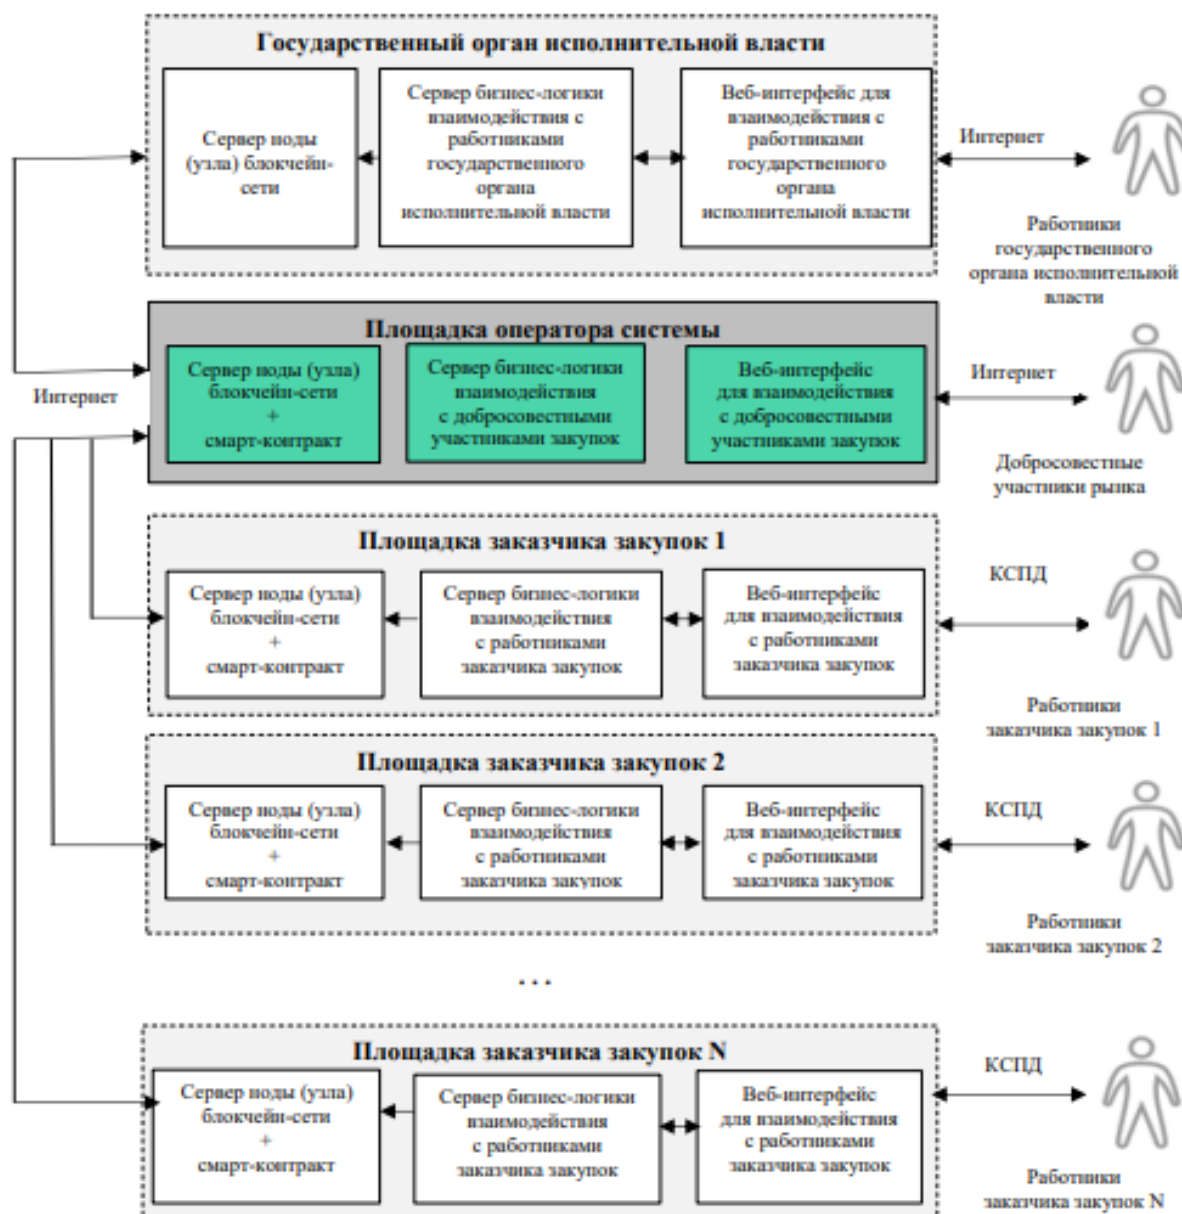 Государственный орган исполнительной власти
Сервер ноды
(узла) блокчейн-
сети
Сервер бизнес-логики
взаимодействия с
работниками
государственного
органа
исполнительной власти
Веб-интерфейс для
взаимодействия с
работниками
государственного
органа
исполнительной власти
Интернет
Работники
государственного
органа исполнительной
власти
Площадка оператора системы
Интернет
Сервер ноды (узла)
блокчейн-сети
+
смарт-контракт
Сервер бизнес-логики
взаимодействия
с добросовестными
участниками закупок
Веб-интерфейс
для взаимодействия
с добросовестными
участниками закупок
Интернет
Добросовестные
участники рынка
Площадка заказчика закупок 1
Сервер ноды (узла)
блокчейн-сети
+
смарт-контракт
Сервер бизнес-логики
взаимодействия
с работниками
заказчика закупок
Веб-интерфейс
для взаимодействия
с работниками
заказчика закупок
КСПД
Работники
заказчика закупок 1
Площадка заказчика закупок 2
Сервер ноды (узла)
блокчейн-сети
+
смарт-контракт
Сервер бизнес-логики
взаимодействия
с работниками
заказчика закупок
Веб-интерфейс
для взаимодействия
с работниками
заказчика закупок
КСПД
Работники
заказчика закупок 2
...
Площадка заказчика закупок N
Сервер ноды (узла)
блокчейн-сети
+
смарт-контракт
Сервер бизнес-логики
взаимодействия
с работниками
заказчика закупок
Веб-интерфейс
для взаимодействия
с работниками
заказчика закупок
КСПД
Работники
заказчика закупок N